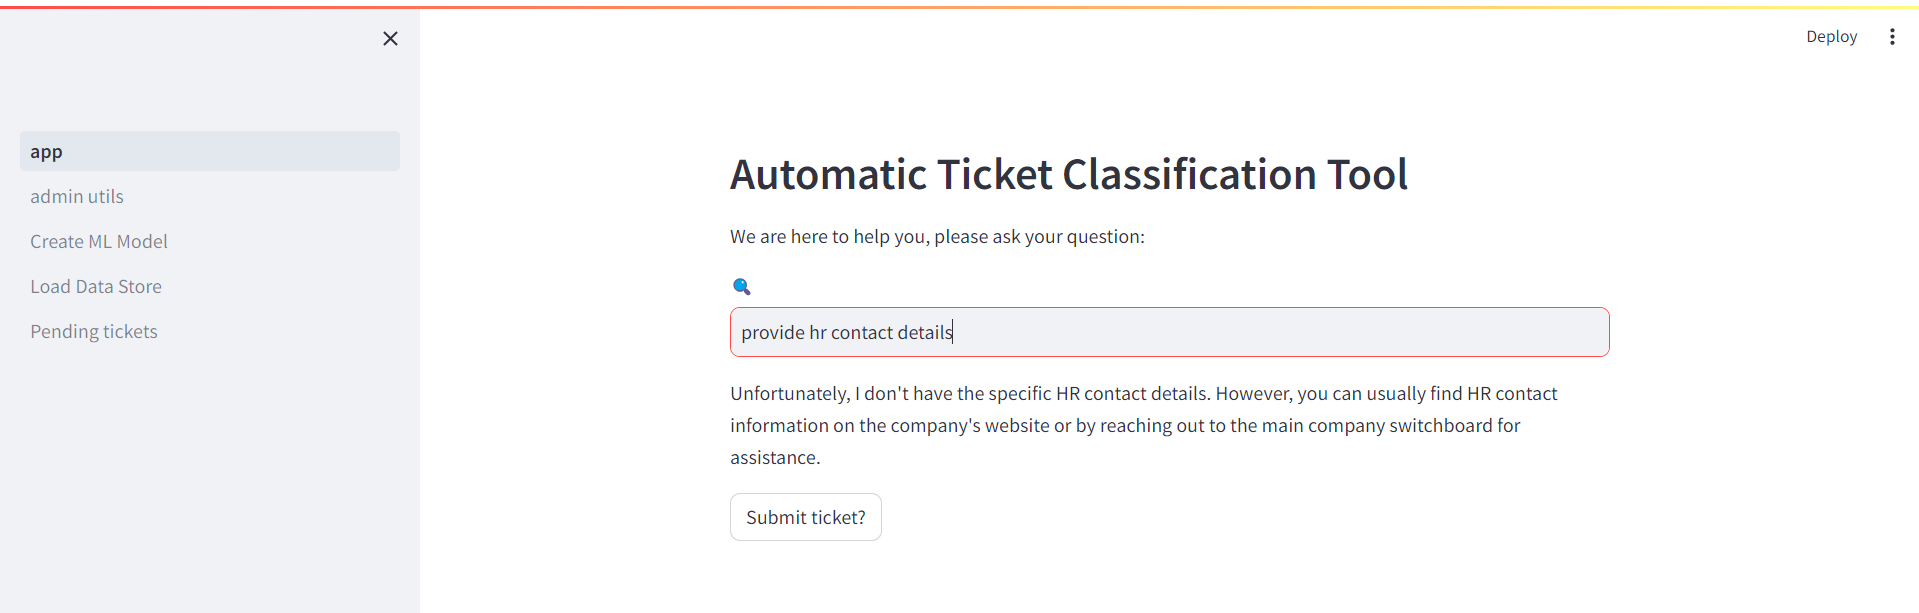 Deploy
app
admin utils
Create ML Model
Load Data Store
Pending tickets
Automatic Ticket Classification Tool
We are here to help you, please ask your question:
provide hr contact details
Unfortunately, I don't have the specific HR contact details. However, you can usually find HR contact
information on the company's website or by reaching out to the main company switchboard for
assistance.
Submit ticket?